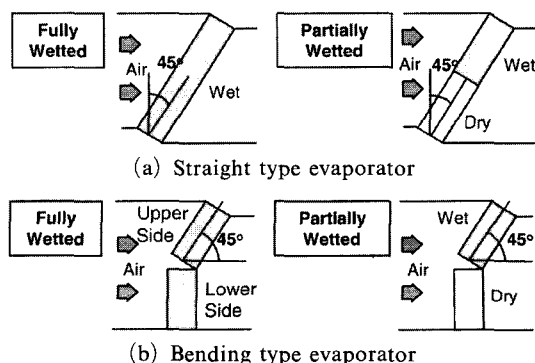 Fully
Wetted
Air
45°
Wet
Partially
Wetted
Air
45°
Wet
Dry
(a) Straight type evaporator
Fully
Wetted
Upper
Side
45°
Air
Lower
Side
Partially
Wetted
Wet
45°
Air
Dry
(b) Bending type evaporator